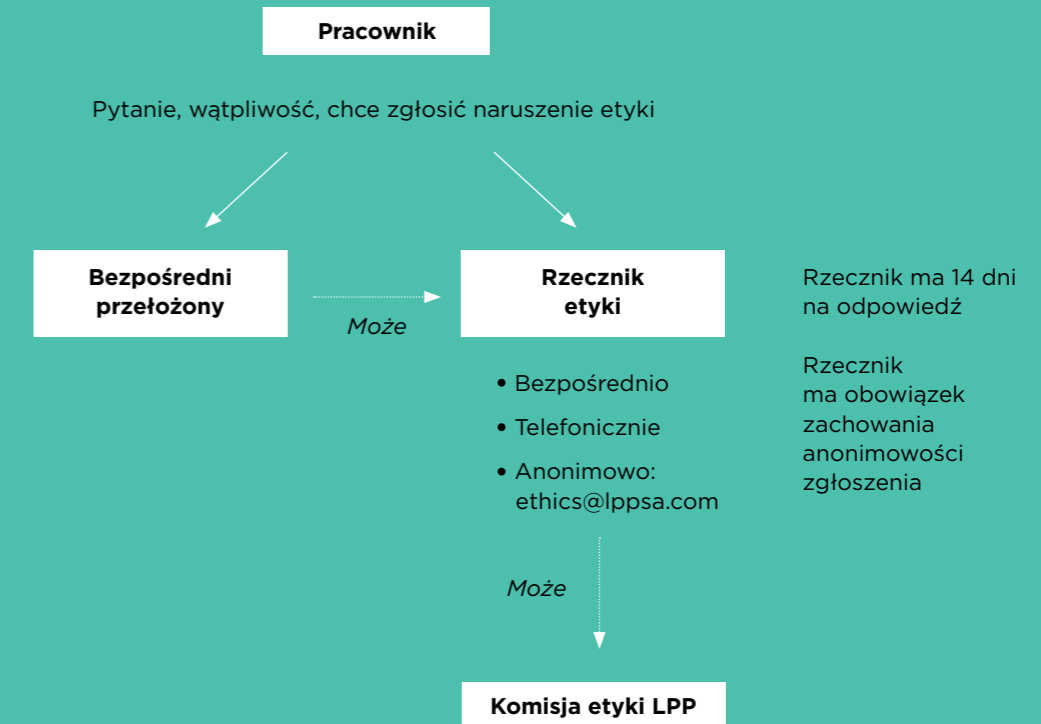 Pracownik
Pytanie, wątpliwość, chce zgłosić naruszenie etyki
Bezpośredni
przełożony
Może
Rzecznik
etyki
Rzecznik ma 14 dni
na odpowiedź
Rzecznik
ma obowiązek
zachowania
anonimowości
zgłoszenia
• Bezpośrednio
• Telefonicznie
• Anonimowo:
ethics@lppsa.com
Może
Komisja etyki LPP